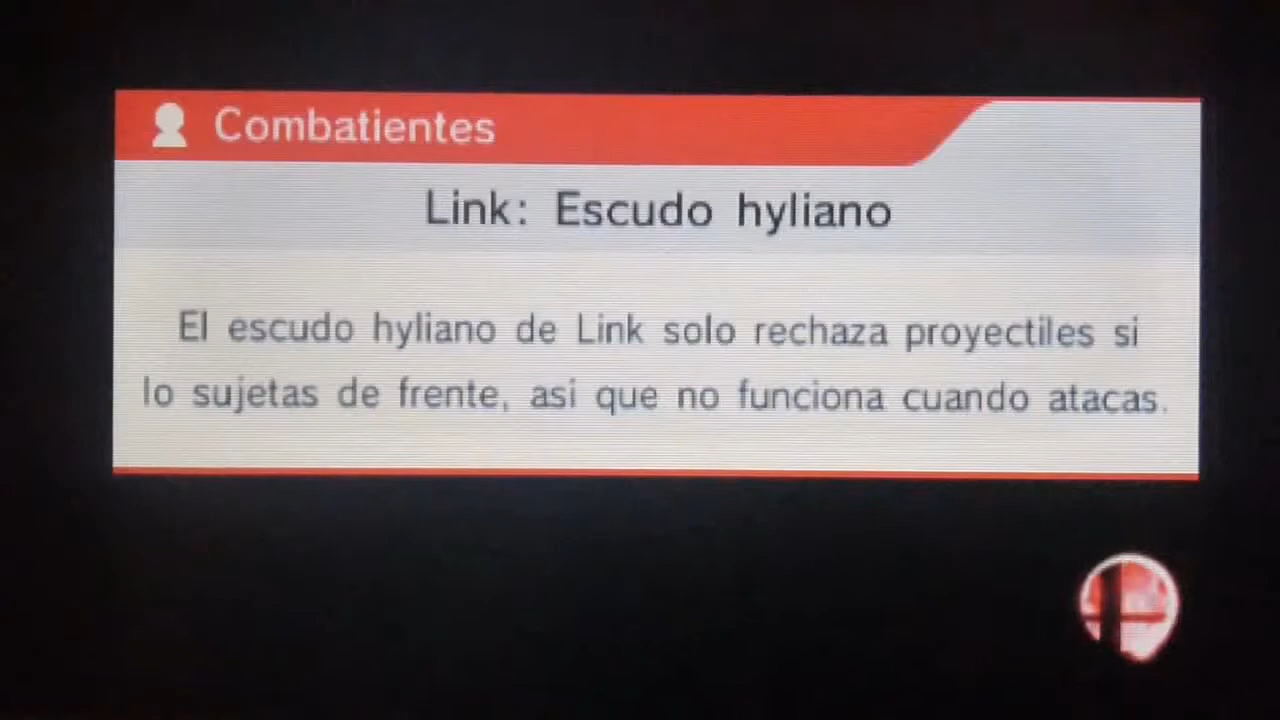 Combatientes
Link: Escudo hyliano
El escudo hyliano de Link solo rechaza proyectiles si
lo sujetas de frente, así que no funciona cuando atacas.